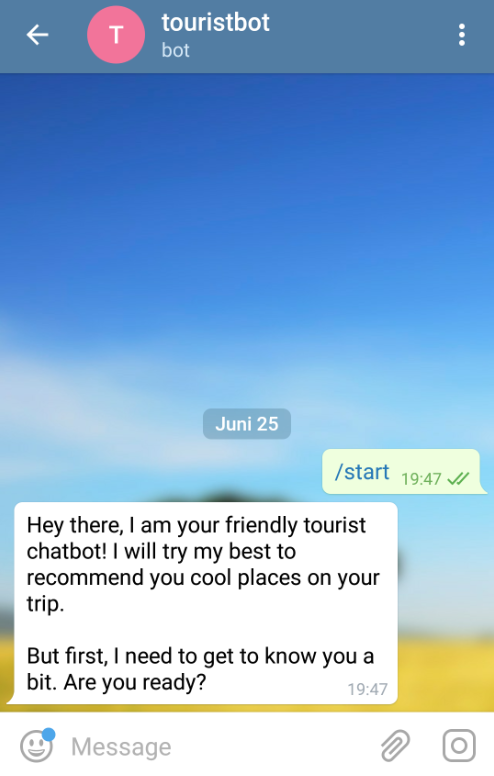 T
touristbot
bot
Juni 25
/start 19:47
Hey there, I am your friendly tourist
chatbot! I will try my best to
recommend you cool places on your
trip.
But first, I need to get to know you a
bit. Are you ready?
19:47
Message